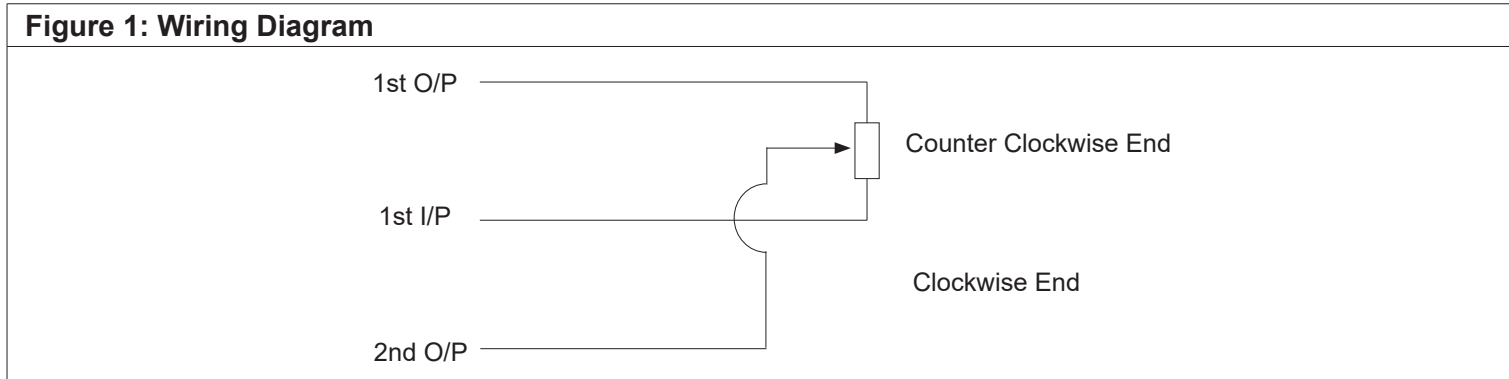 Figure 1: Wiring Diagram
1st O/P
Counter Clockwise End
1st I/P
Clockwise End
2nd O/P